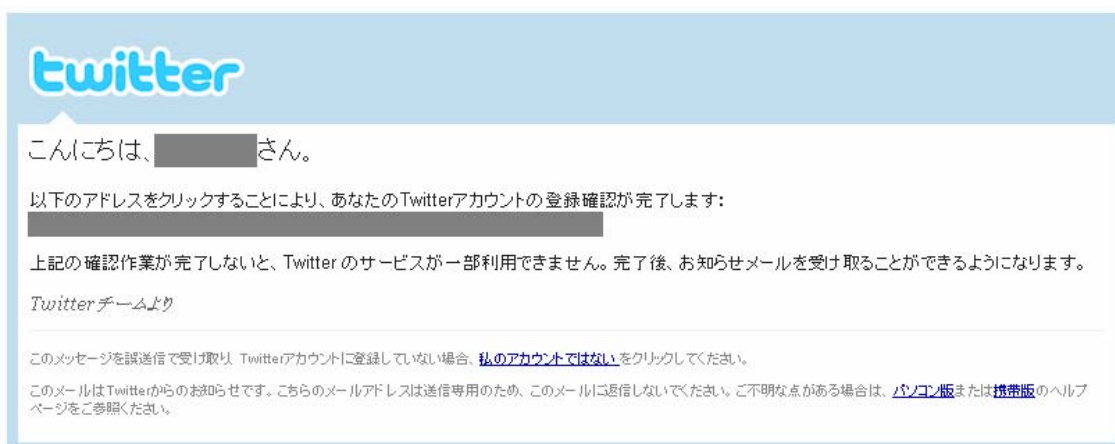 twitter
こんにちは、 さん。
以下のアドレスをクリックすることにより、あなたのTwitterアカウントの登録確認が完了します:
上記の確認作業が完了しないと、Twitter のサービスが一部利用できません。完了後、お知らせメールを受け取ることができるようになります。
Twitterチームより
このメッセージを誤送信で受け取り、Twitterアカウントに登録していない場合、私のアカウントではない をクリックしてください。
このメールはTwitterからのお知らせです。こちらのメールアドレスは送信専用のため、このメールに返信しないでください。ご不明な点がある場合は、パソコン版または携帯版のヘルプ
ページをご参照ください。